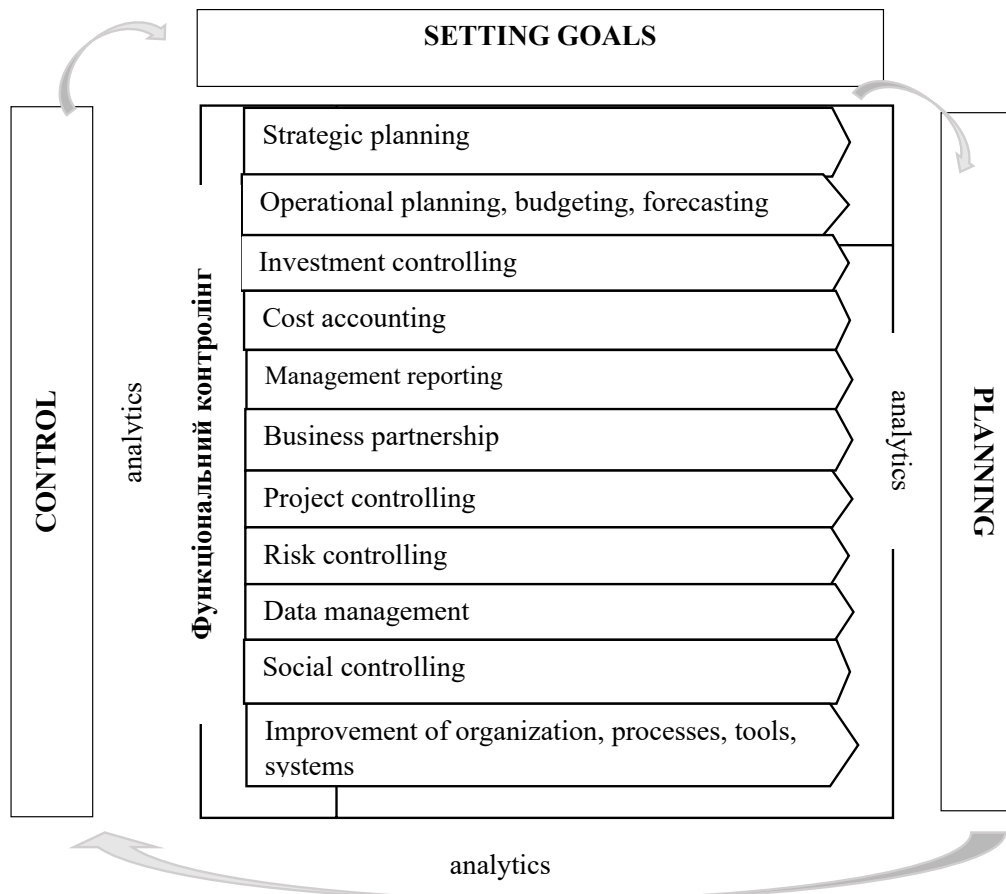 SETTING GOALS
CONTROL
analytics
Функціональний контролінг
Strategic planning
Operational planning, budgeting, forecasting
Investment controlling
Cost accounting
Management reporting
Business partnership
Project controlling
Risk controlling
Data management
Social controlling
Improvement of organization, processes, tools,
systems
analytics
PLANNING
analytics